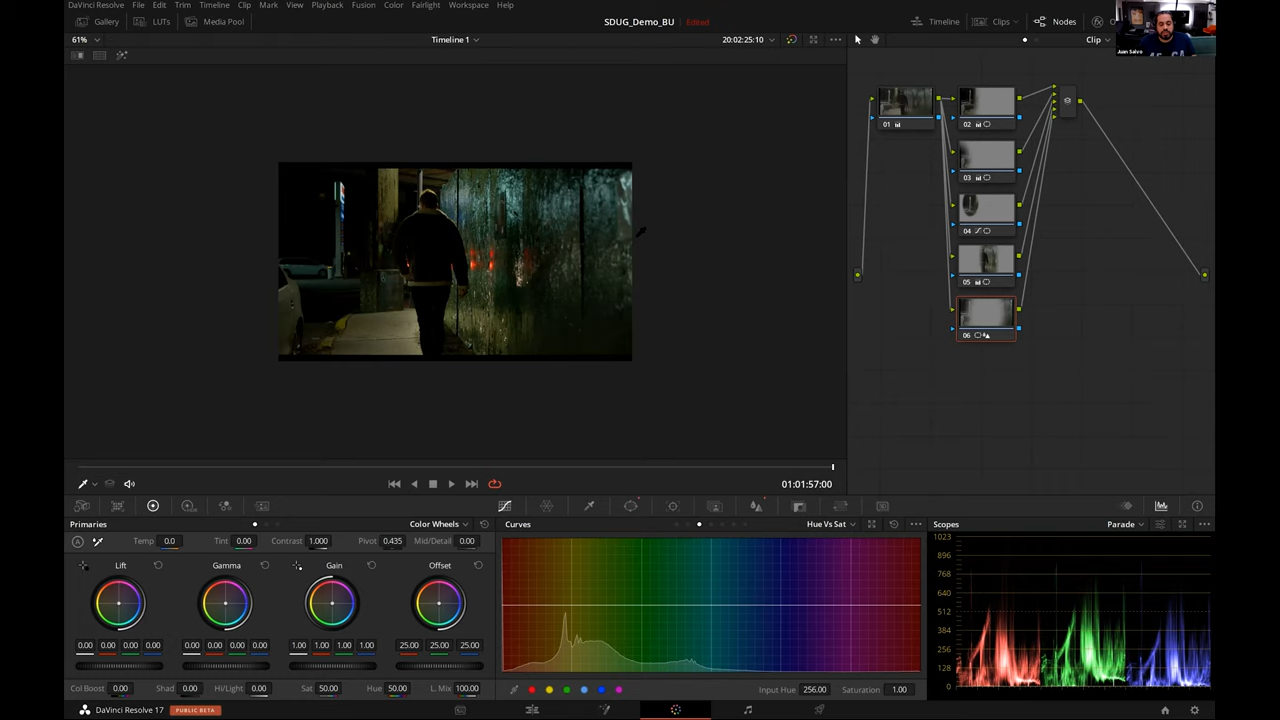 DaVinci Resolve File Edit Trim Timeline Clip Mark View Playback Fusion Color Fairlight Workspace Help
Gallery LUTs Media Pool SDUG_Demo_BU Edited Timeline Clips Nodes
61% Timeline 1 20:02:25:10 Clip
Juan Salvo
01
02
03
04
05
06
01:01:57:00
Primaries Color Wheels Curves Hue Vs Sat Scopes Parade
Temp 0.0 Tint 0.00 Contrast 1.000 Pivot 0.435 Mid/Detail 0.00
Lift Gamma Gain Offset
0.00 0.00 0.00 0.00 0.00 0.00 0.00 0.00 1.00 1.00 1.00 1.00 25.00 25.00 25.00
Col Boost 0.00 Shad 0.00 Hi/Light 0.00 Sat 50.00 Hue 50.00 L. Mix 100.00
Input Hue 256.00 Saturation 1.00
1023
896
768
640
512
384
256
128
0
DaVinci Resolve 17 PUBLIC BETA